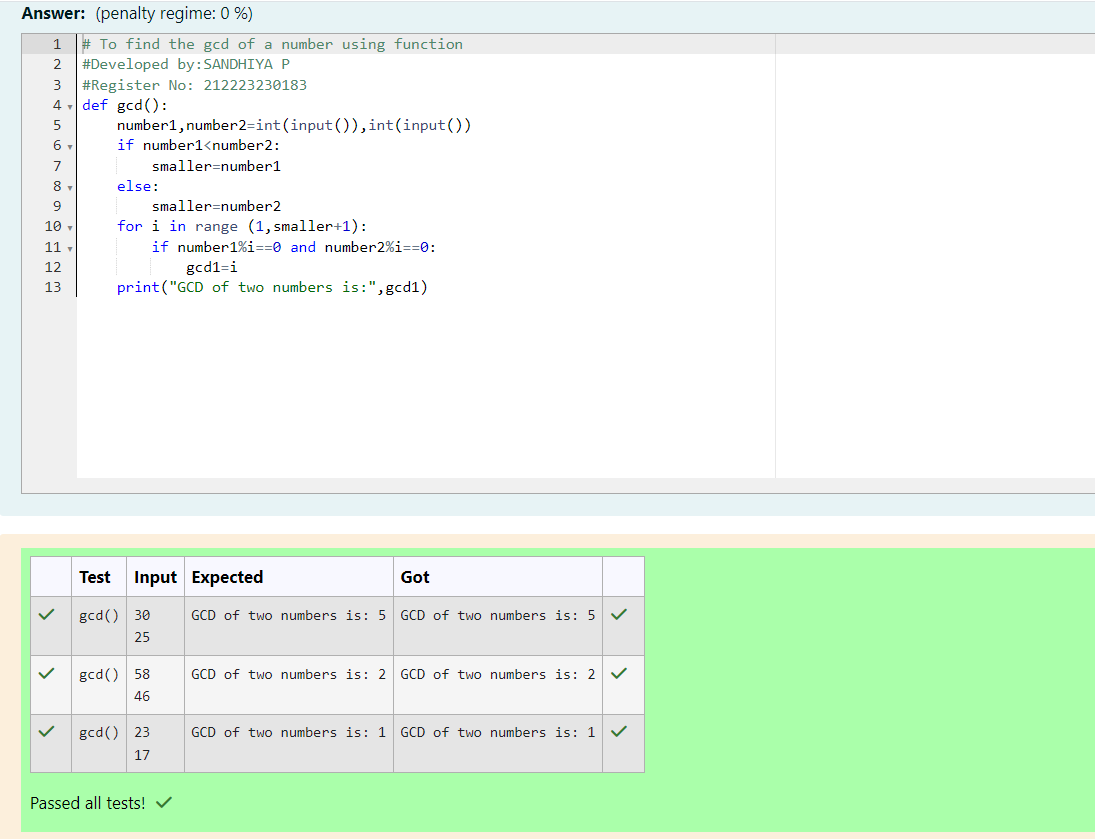 Answer: (penalty regime: 0 %)
1 # To find the gcd of a number using function
2 #Developed by:SANDHIYA P
3 #Register No: 212223230183
4 def gcd():
5     number1,number2=int(input()),int(input())
6     if number1<number2:
7         smaller=number1
8     else:
9         smaller=number2
10     for i in range (1,smaller+1):
11         if number1%i==0 and number2%i==0:
12             gcd1=i
13     print("GCD of two numbers is:",gcd1)
Test Input Expected Got
gcd() 30 GCD of two numbers is: 5 GCD of two numbers is: 5
25
gcd() 58 GCD of two numbers is: 2 GCD of two numbers is: 2
46
gcd() 23 GCD of two numbers is: 1 GCD of two numbers is: 1
17
Passed all tests!